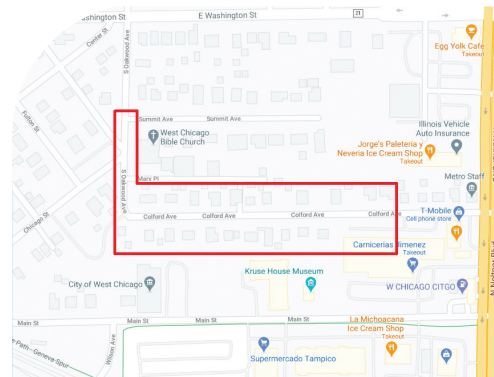 Washington St
E Washington St
21
Center St
S Oakwood Ave
Egg Yolk Cafe
Takeout
Fulton St
Summit Ave
Summit Ave
Illinois Vehicle
Auto Insurance
West Chicago
Bible Church
Jorge's Paleteria y
Neveria Ice Cream Shop
Takeout
Metro Staff
Marx Pl
S Oakwood Ave
Chicago St
Colford Ave
Colford Ave
Colford Ave
Colford
T-Mobile
Cell phone store
Carnicerias Jimenez
Takeout
Kruse House Museum
City of West Chicago
W CHICAGO CITGO
N Neltnor Blvd
Main St
Main St
Main St
Main St
La Michoacana
Ice Cream Shop
Takeout
Wilson Ave
Path–Geneva Spur
Supermercado Tampico